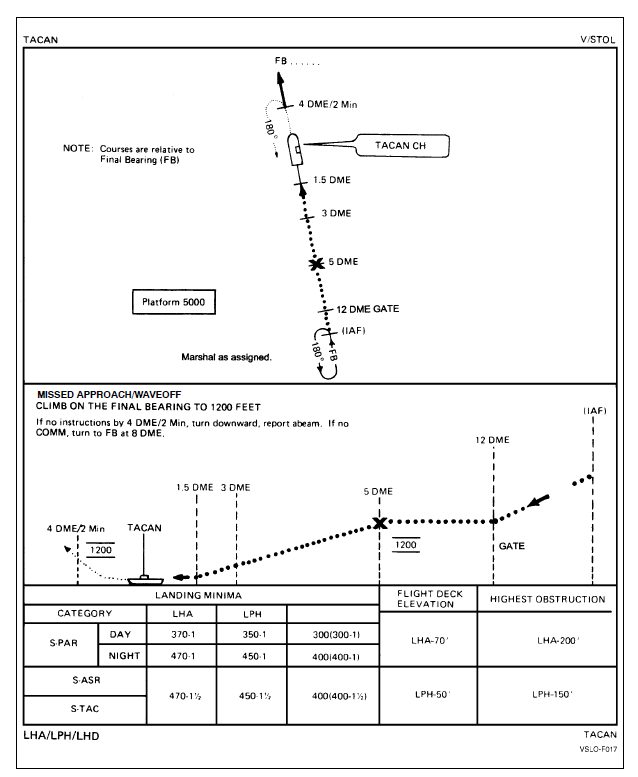 TACAN
V/STOL
FB ......
4 DME/2 Min
180°
NOTE: Courses are relative to
Final Bearing (FB)
TACAN CH
1.5 DME
3 DME
5 DME
Platform 5000
12 DME GATE
(IAF)
180°
FB
Marshal as assigned.
MISSED APPROACH/WAVEOFF
CLIMB ON THE FINAL BEARING TO 1200 FEET
If no instructions by 4 DME/2 Min, turn downward, report abeam. If no
COMM, turn to FB at 8 DME.
(IAF)
12 DME
1.5 DME 3 DME
5 DME
4 DME/2 Min TACAN
1200
1200
GATE
LANDING MINIMA
FLIGHT DECK
ELEVATION
HIGHEST OBSTRUCTION
CATEGORY LHA LPH
S-PAR DAY 370-1 350-1 300(300-1)
NIGHT 470-1 450-1 400(400-1)
LHA-70' LHA-200'
S-ASR
S-TAC
470-1½ 450-1½ 400(400-1½)
LPH-50' LPH-150'
LHA/LPH/LHD
TACAN
VSLO-F017